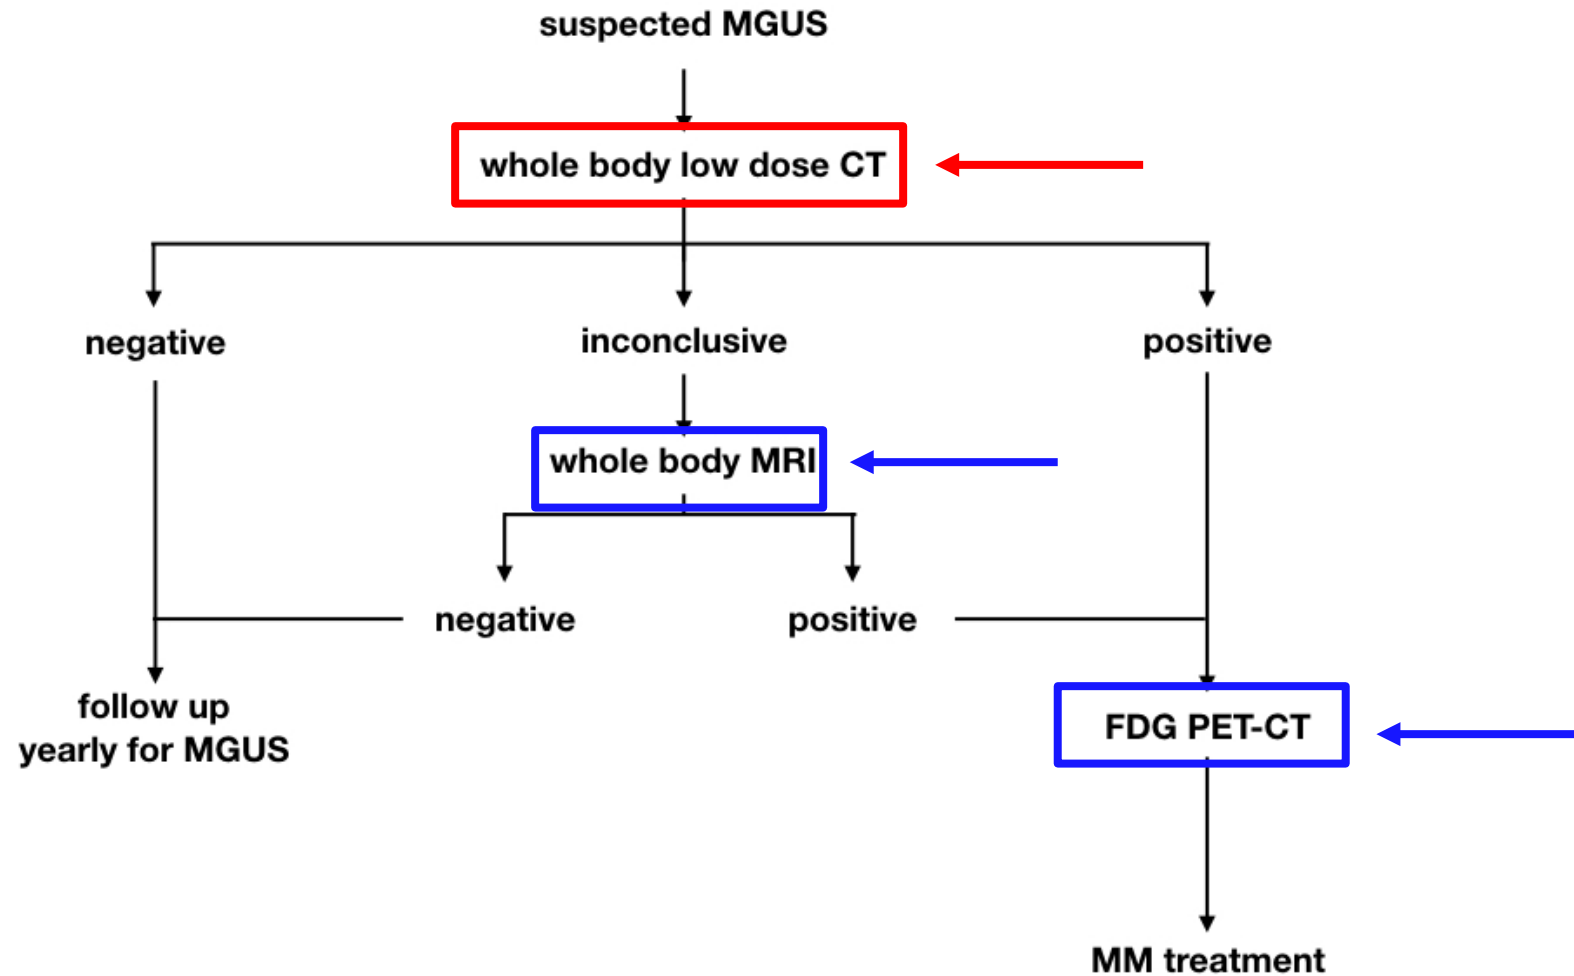 suspected MGUS
whole body low dose CT
negative
inconclusive
positive
whole body MRI
negative
positive
follow up
yearly for MGUS
FDG PET-CT
MM treatment